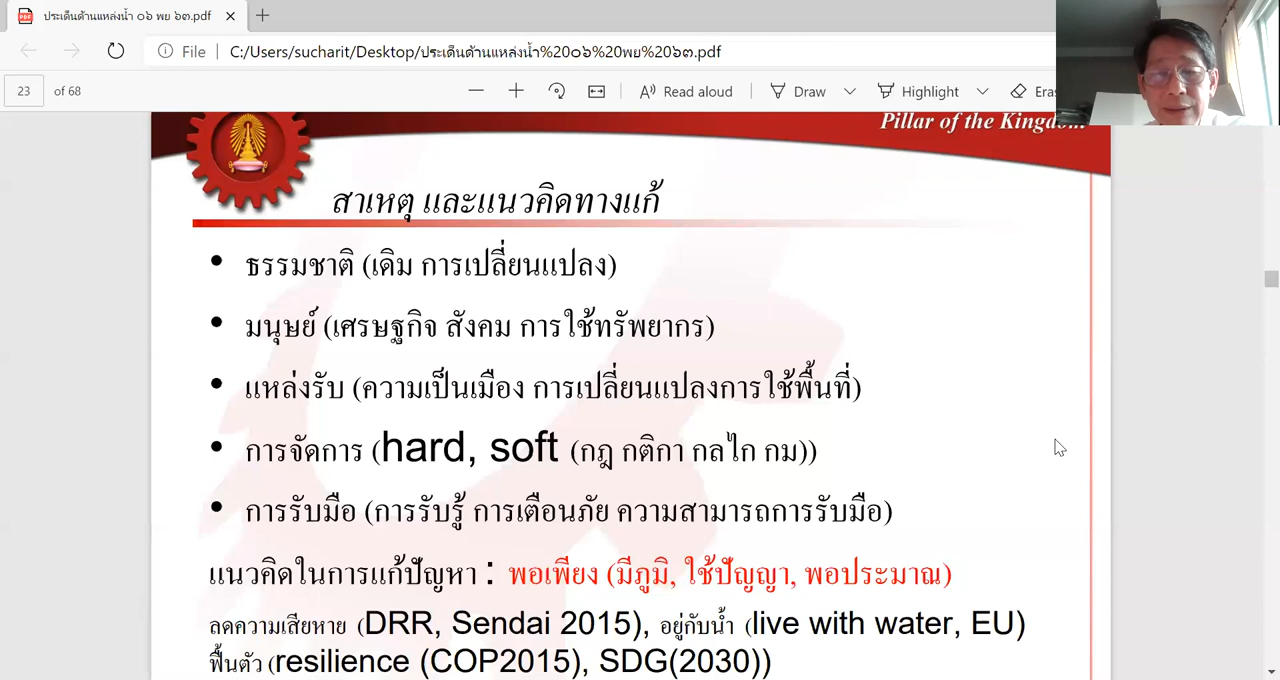 ประเด็นด้านแหล่งน้ำ ๐๖ พย ๖๓.pdf
File C:/Users/sucharit/Desktop/ประเด็นด้านแหล่งน้ำ%20๐๖%20พย%20๖๓.pdf
23 of 68 Read aloud Draw Highlight
Pillar of the
สาเหตุ และแนวคิดทางแก้
• ธรรมชาติ (เดิม การเปลี่ยนแปลง)
• มนุษย์ (เศรษฐกิจ สังคม การใช้ทรัพยากร)
• แหล่งรับ (ความเป็นเมือง การเปลี่ยนแปลงการใช้พื้นที่)
• การจัดการ (hard, soft (กฎ กติกา กลไก กม))
• การรับมือ (การรับรู้ การเตือนภัย ความสามารถการรับมือ)
แนวคิดในการแก้ปัญหา : พอเพียง (มีภูมิ, ใช้ปัญญา, พอประมาณ)
ลดความเสียหาย (DRR, Sendai 2015), อยู่กับน้ำ (live with water, EU)
ฟื้นตัว (resilience (COP2015), SDG(2030))